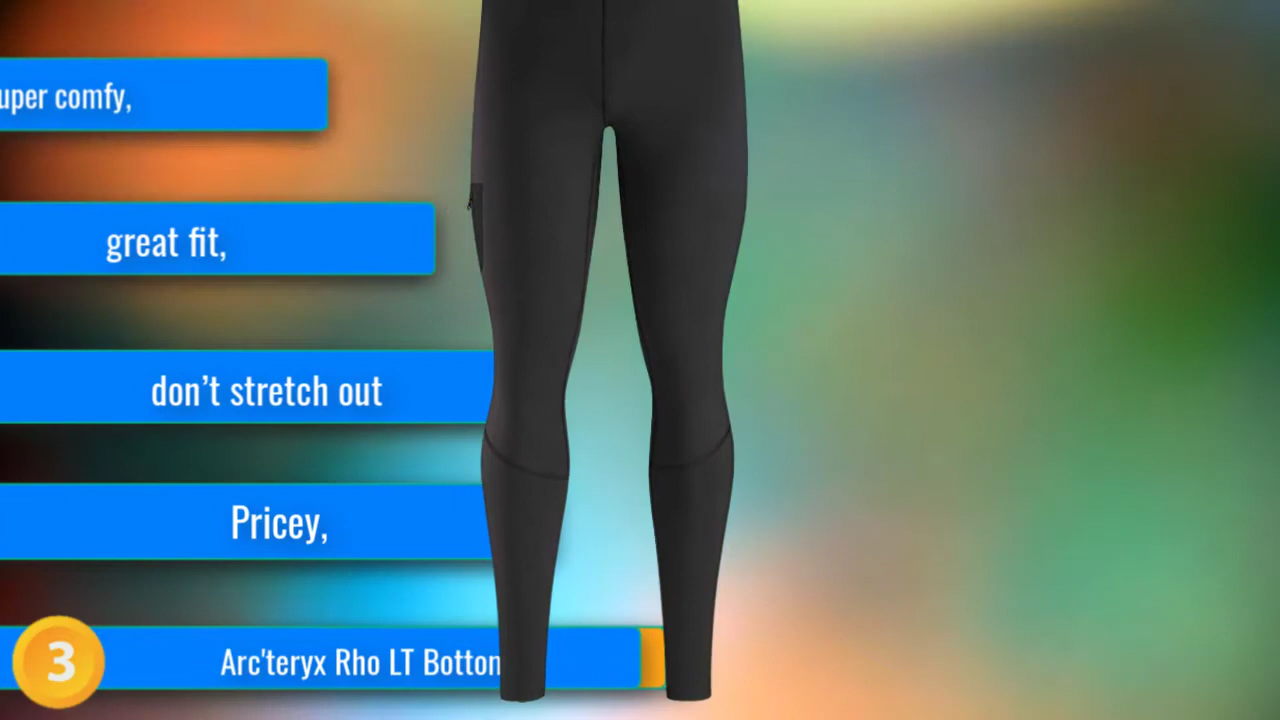 uper comfy,
great fit,
don’t stretch out
Pricey,
3
Arc'teryx Rho LT Botton